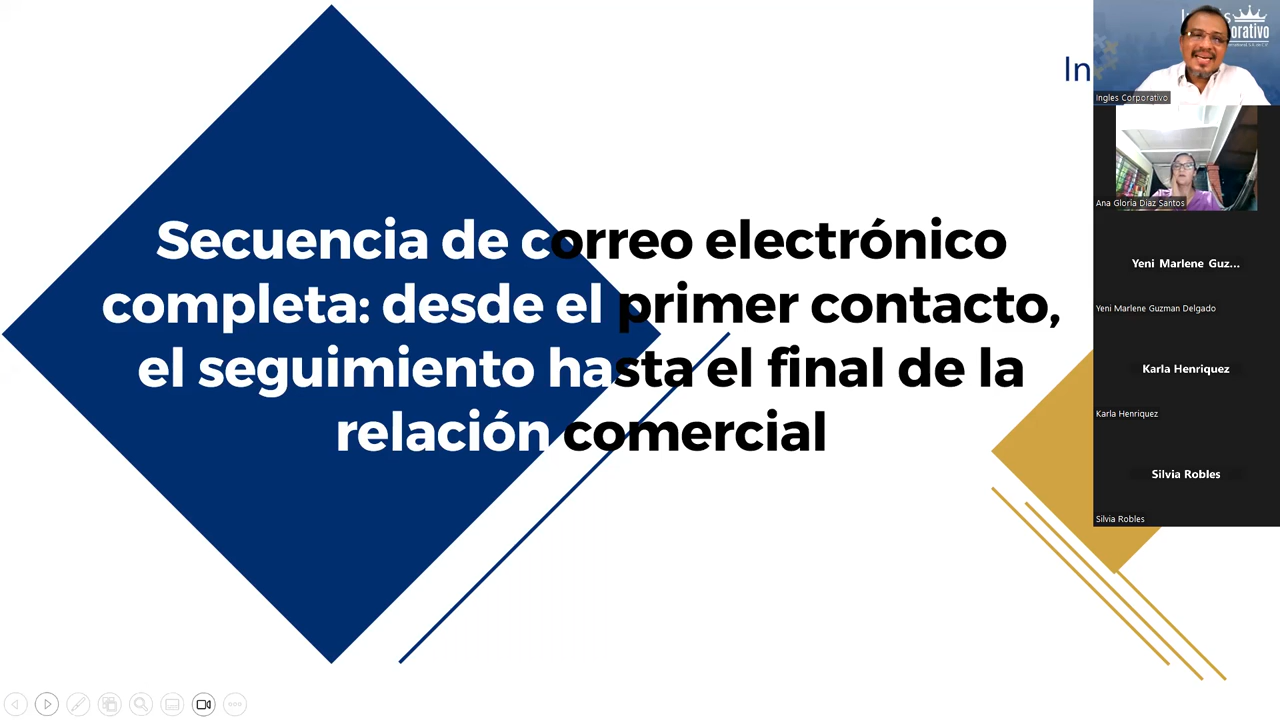 Secuencia de correo electrónico
completa: desde el primer contacto,
el seguimiento hasta el final de la
relación comercial
In
orativo
Ingles Corporativo
Ana Gloria Diaz Santos
Yeni Marlene Guz...
Yeni Marlene Guzman Delgado
Karla Henriquez
Karla Henriquez
Silvia Robles
Silvia Robles